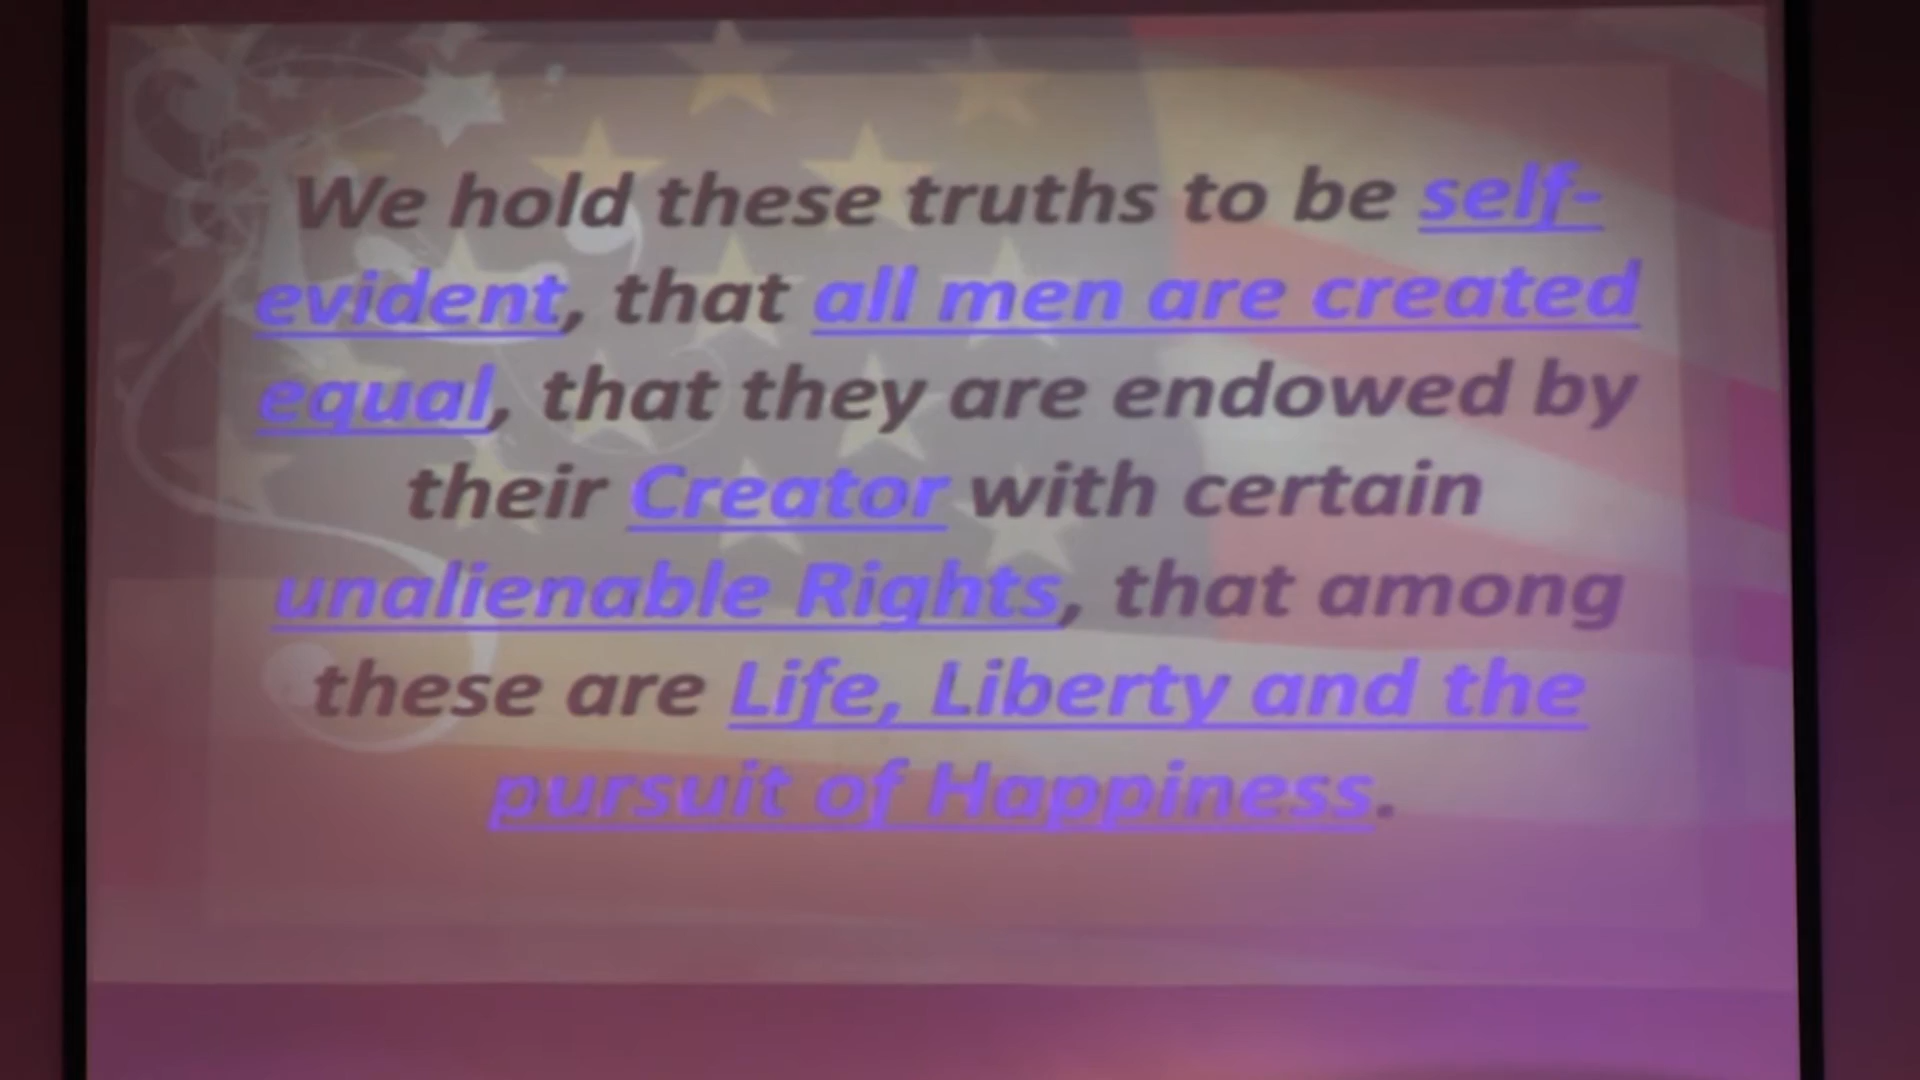 We hold these truths to be self-
evident, that all men are created
equal, that they are endowed by
their Creator with certain
unalienable Rights, that among
these are Life, Liberty and the
pursuit of Happiness.